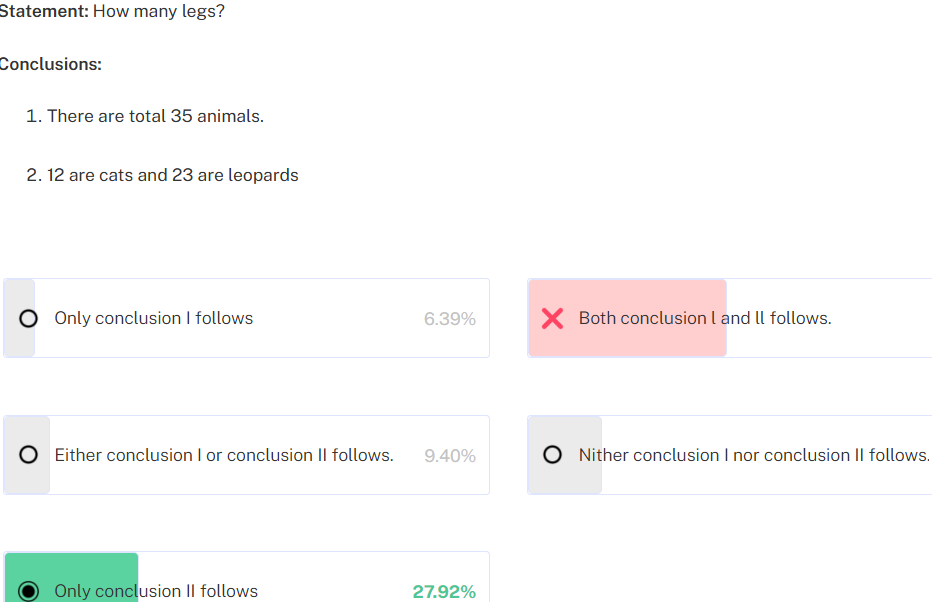 Statement: How many legs?
Conclusions:
1. There are total 35 animals.
2. 12 are cats and 23 are leopards
Only conclusion I follows 6.39%
Both conclusion l and ll follows.
Either conclusion I or conclusion II follows. 9.40%
Nither conclusion I nor conclusion II follows.
Only conclusion II follows 27.92%